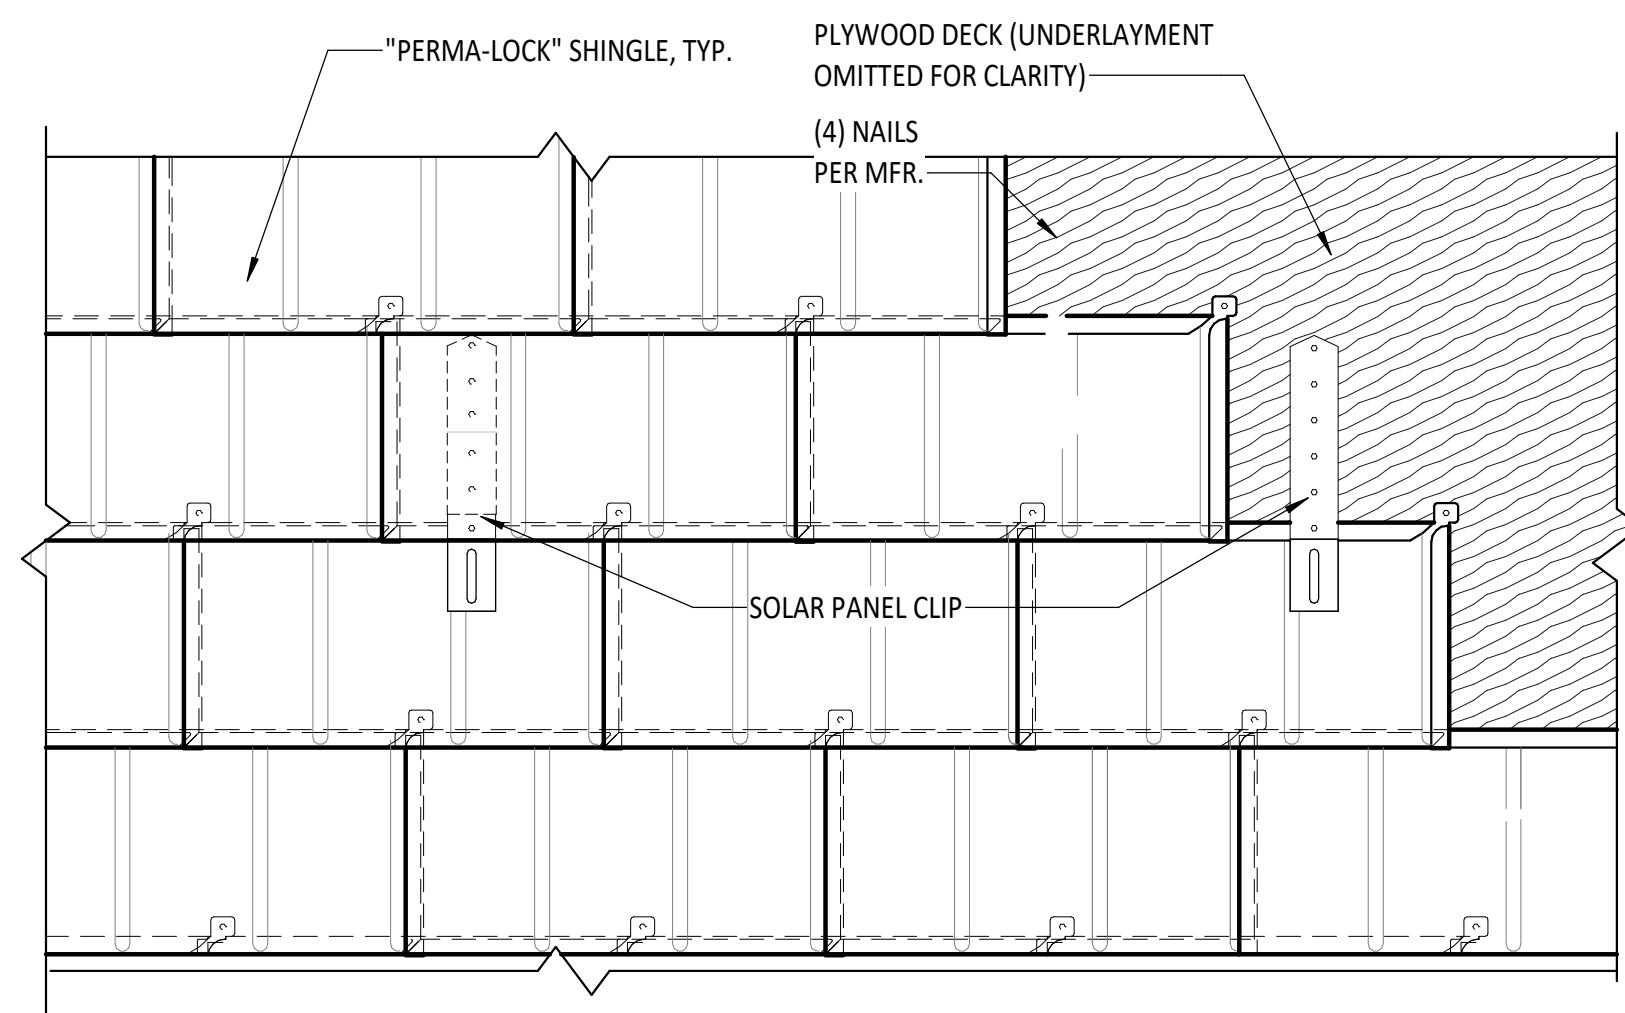 "PERMA-LOCK" SHINGLE, TYP.
PLYWOOD DECK (UNDERLAYMENT
OMITTED FOR CLARITY)
(4) NAILS
PER MFR.
SOLAR PANEL CLIP